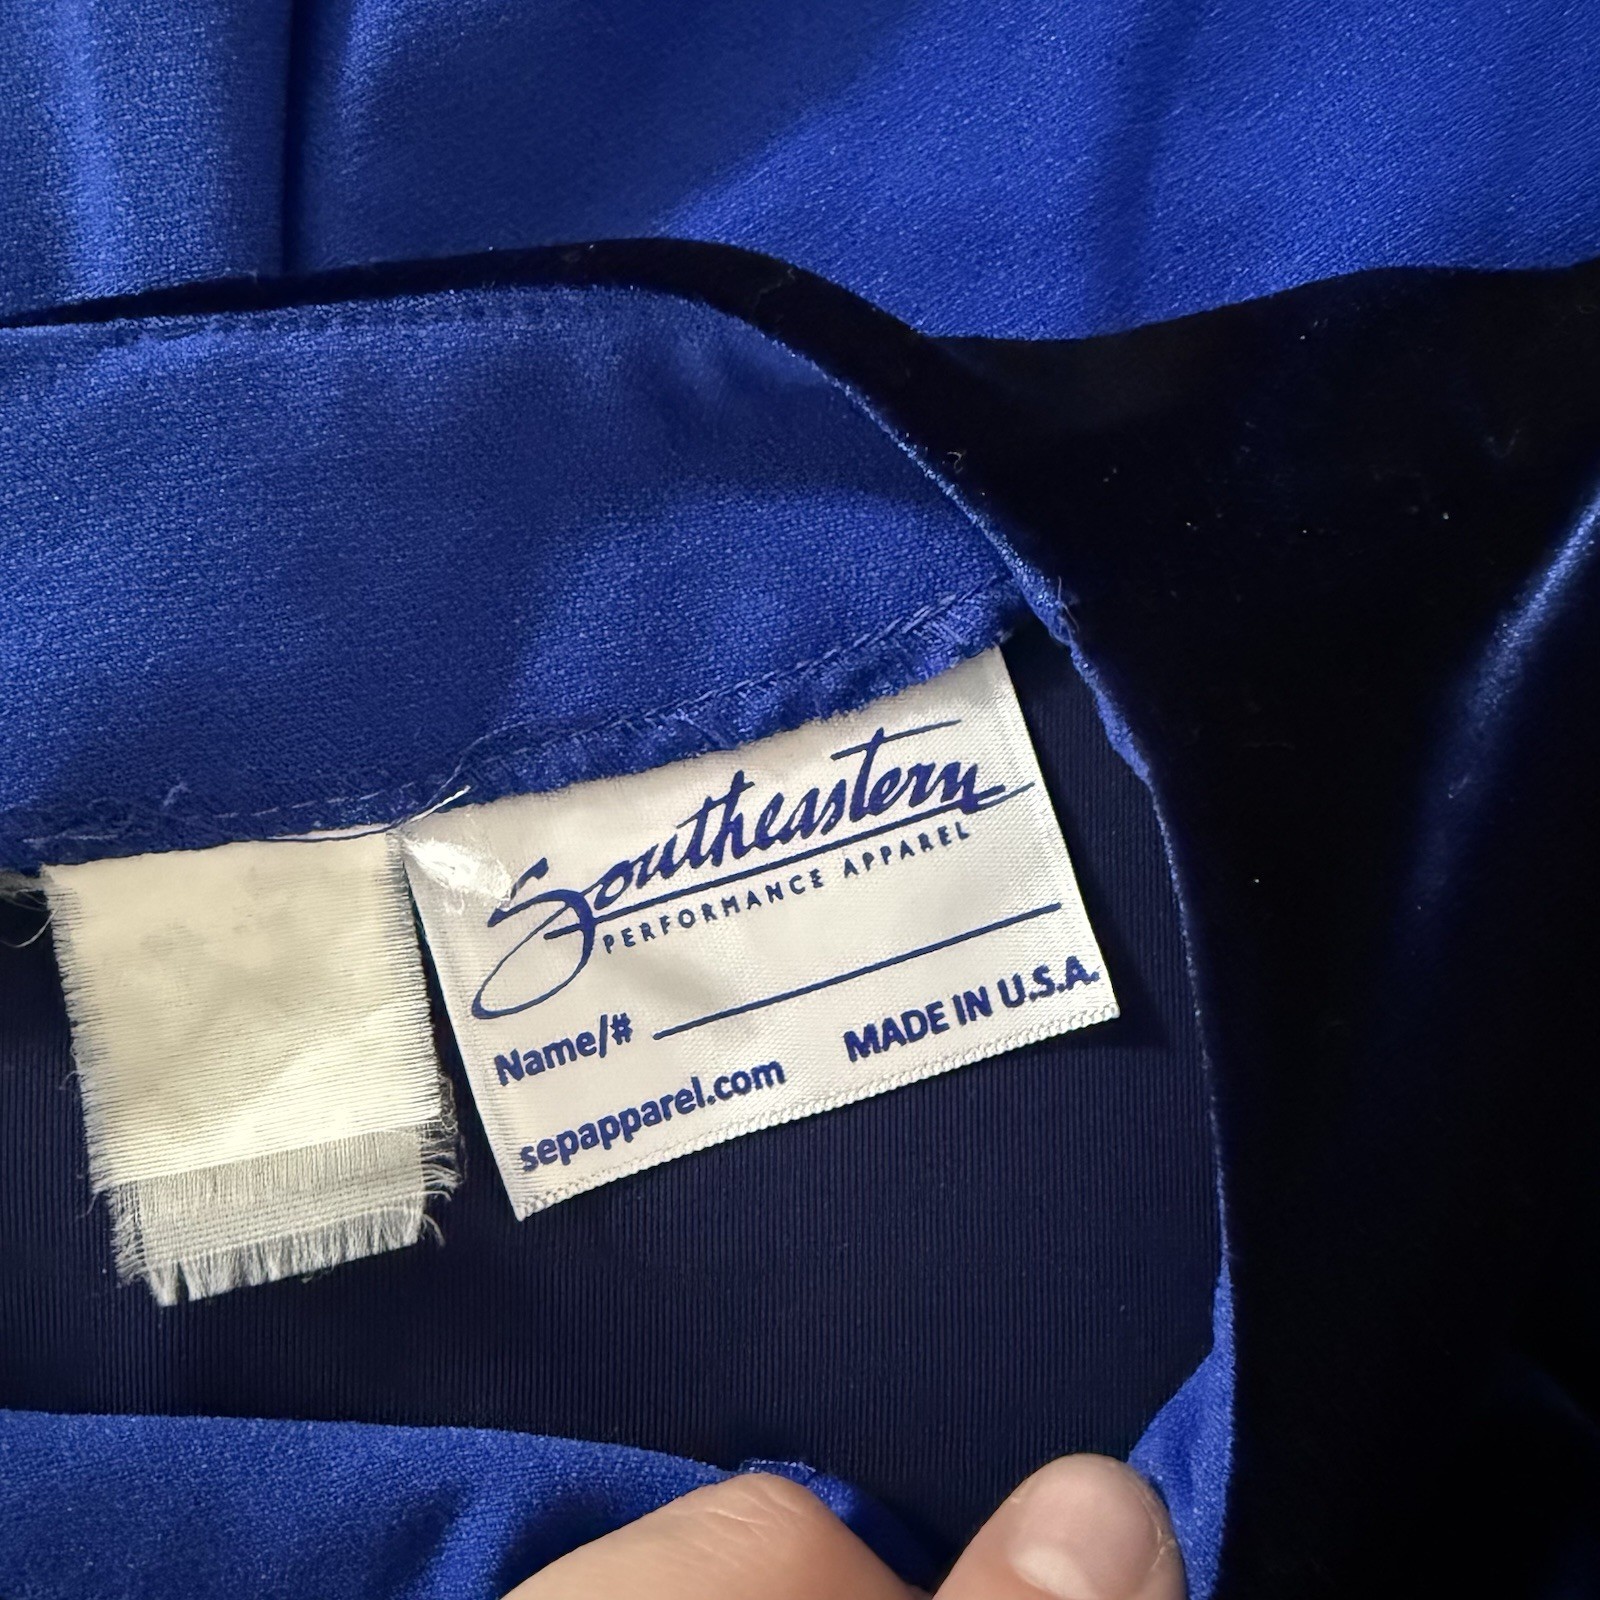 Southeastern
PERFORMANCE APPAREL
Name/#
sepapparel.com MADE IN U.S.A.